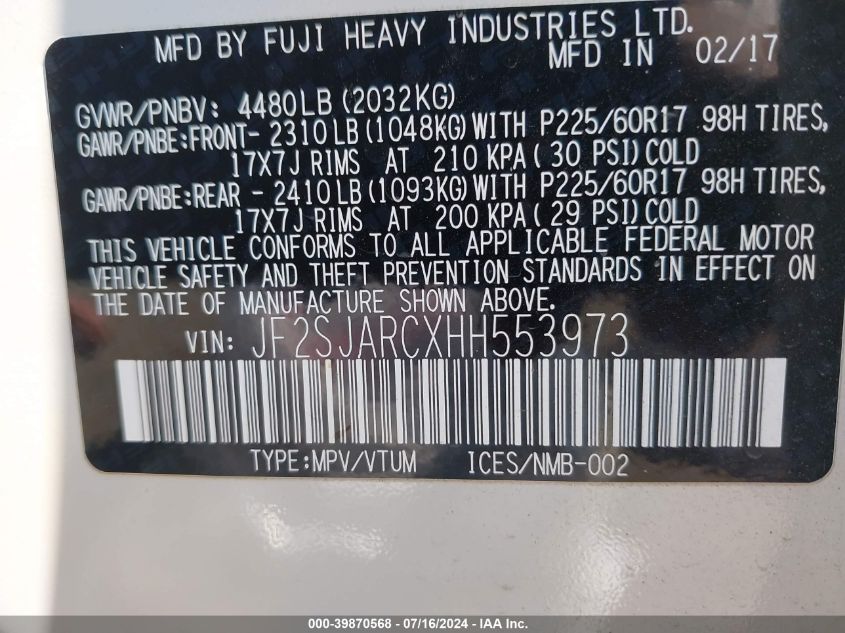 MFD BY FUJI HEAVY INDUSTRIES LTD.
MFD IN 02/17
GVWR/PNBV: 4480LB (2032KG)
GAWR/PNBE:FRONT- 2310LB (1048KG)WITH P225/60R17 98H TIRES,
17X7J RIMS AT 210 KPA( 30 PSI)COLD
GAWR/PNBE:REAR - 2410LB (1093KG)WITH P225/60R17 98H TIRES,
17X7J RIMS AT 200 KPA( 29 PSI)COLD
THIS VEHICLE CONFORMS TO ALL APPLICABLE FEDERAL MOTOR
VEHICLE SAFETY AND THEFT PREVENTION STANDARDS IN EFFECT ON
THE DATE OF MANUFACTURE SHOWN ABOVE.
VIN: JF2SJARCXHH553973
TYPE:MPV/VTUM ICES/NMB-002
000-39870568 - 07/16/2024 - IAA Inc.